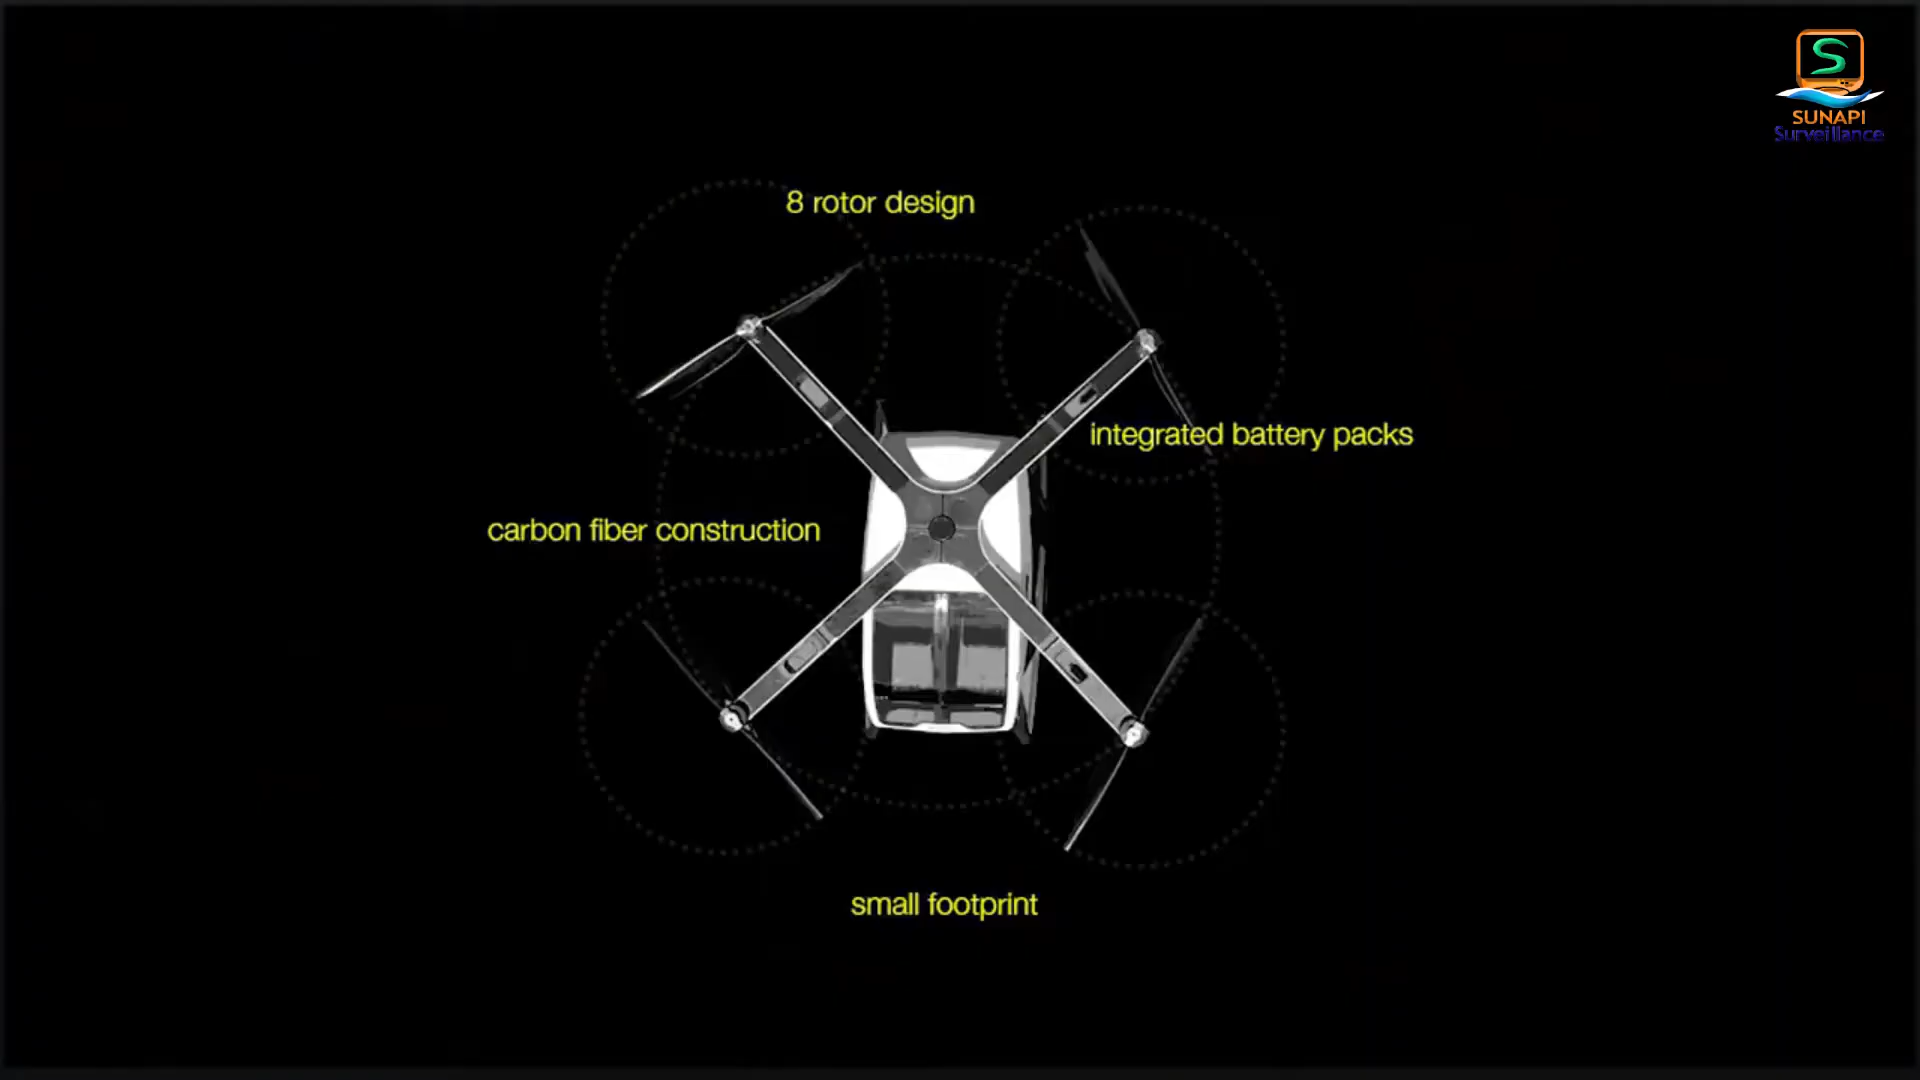 SUNAPI
Surveillance
8 rotor design
integrated battery packs
carbon fiber construction
small footprint